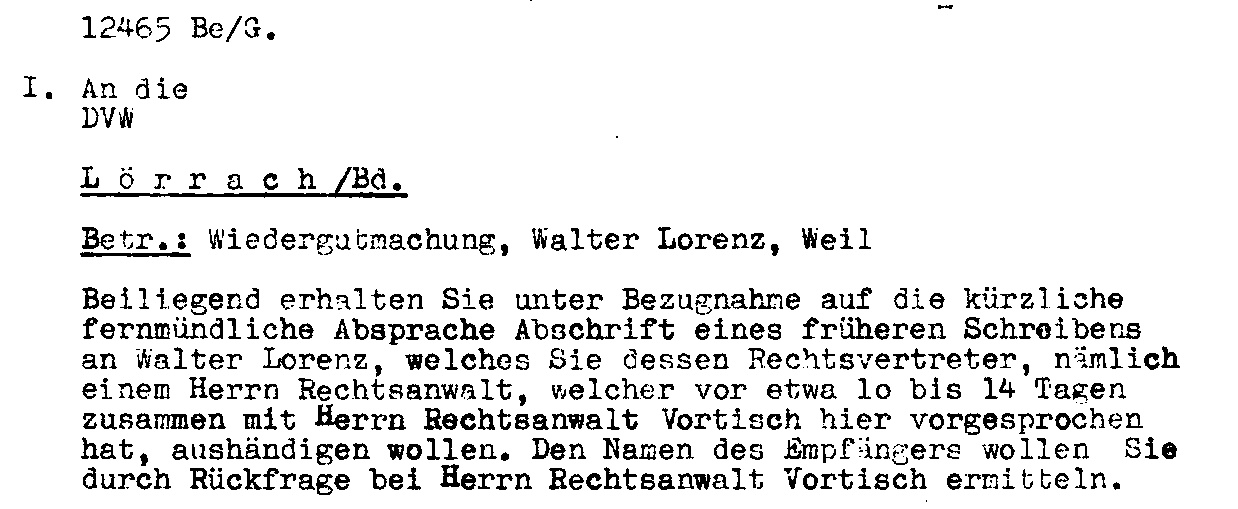 12465 Be/G.
I. An die
DVW
L ö r r a c h /Bd.
Betr.: Wiedergutmachung, Walter Lorenz, Weil
Beiliegend erhalten Sie unter Bezugnahme auf die kürzliche
fernmündliche Absprache Abschrift eines früheren Schreibens
an Walter Lorenz, welches Sie dessen Rechtsvertreter, nämlich
einem Herrn Rechtsanwalt, welcher vor etwa lo bis 14 Tagen
zusammen mit Herrn Rechtsanwalt Vortisch hier vorgesprochen
hat, aushändigen wollen. Den Namen des Empfängers wollen Sie
durch Rückfrage bei Herrn Rechtsanwalt Vortisch ermitteln.